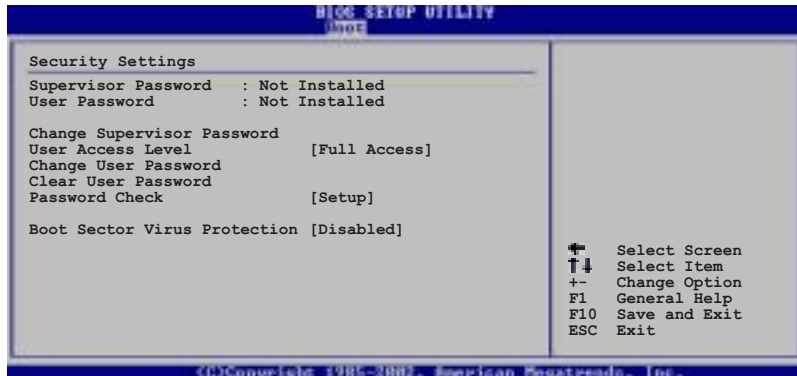 BIOS SETUP UTILITY
Boot
Security Settings
Supervisor Password : Not Installed
User Password : Not Installed
Change Supervisor Password
User Access Level [Full Access]
Change User Password
Clear User Password
Password Check [Setup]
Boot Sector Virus Protection [Disabled]
← Select Screen
↑↓ Select Item
+- Change Option
F1 General Help
F10 Save and Exit
ESC Exit
(C)Copyright 1985-2002, American Megatrends, Inc.